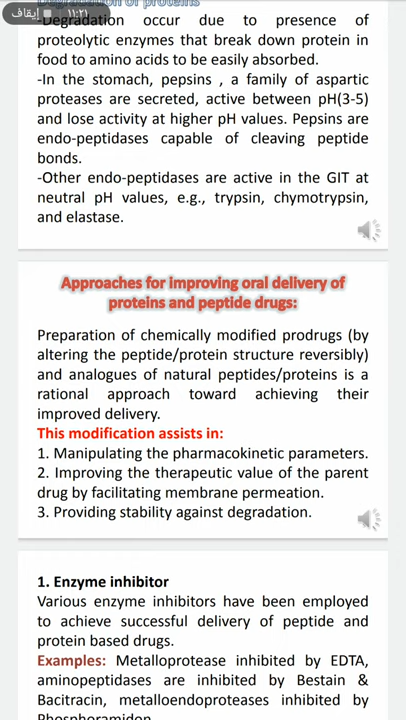 إيقاف ١١:٢١
Degradation of proteins
-Degradation occur due to presence of
proteolytic enzymes that break down protein in
food to amino acids to be easily absorbed.
-In the stomach, pepsins , a family of aspartic
proteases are secreted, active between pH(3-5)
and lose activity at higher pH values. Pepsins are
endo-peptidases capable of cleaving peptide
bonds.
-Other endo-peptidases are active in the GIT at
neutral pH values, e.g., trypsin, chymotrypsin,
and elastase.
Approaches for improving oral delivery of
proteins and peptide drugs:
Preparation of chemically modified prodrugs (by
altering the peptide/protein structure reversibly)
and analogues of natural peptides/proteins is a
rational approach toward achieving their
improved delivery.
This modification assists in:
1. Manipulating the pharmacokinetic parameters.
2. Improving the therapeutic value of the parent
drug by facilitating membrane permeation.
3. Providing stability against degradation.
1. Enzyme inhibitor
Various enzyme inhibitors have been employed
to achieve successful delivery of peptide and
protein based drugs.
Examples: Metalloprotease inhibited by EDTA,
aminopeptidases are inhibited by Bestain &
Bacitracin, metalloendoproteases inhibited by
Phosphoramidon